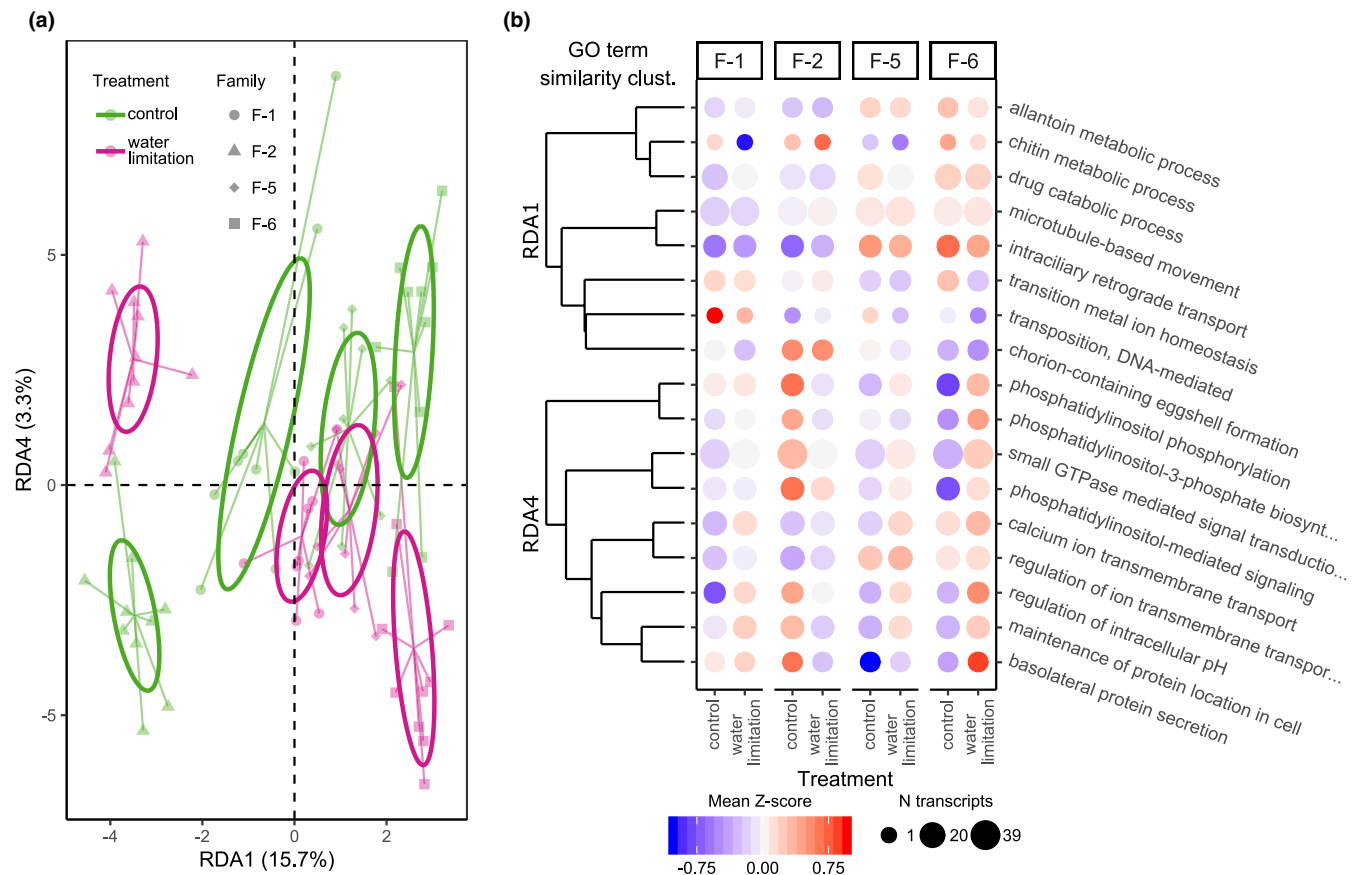 (a)
Treatment
control
water
limitation
Family
F-1
F-2
F-5
F-6
5
0
-5
RDA4 (3.3%)
-4
-2
0
2
RDA1 (15.7%)
(b)
GO term
similarity clust.
F-1
F-2
F-5
F-6
RDA1
RDA4
allantoin metabolic process
chitin metabolic process
drug catabolic process
microtubule-based movement
intraciliary retrograde transport
transition metal ion homeostasis
transposition, DNA-mediated
chorion-containing eggshell formation
phosphatidylinositol phosphorylation
phosphatidylinositol-3-phosphate biosynt...
small GTPase mediated signal transductio...
phosphatidylinositol-mediated signaling
calcium ion transmembrane transport
regulation of ion transmembrane transpor...
regulation of intracellular pH
maintenance of protein location in cell
basolateral protein secretion
control
water
limitation
control
water
limitation
control
water
limitation
control
water
limitation
Treatment
Mean Z-score
-0.75
0.00
0.75
N transcripts
1
20
39